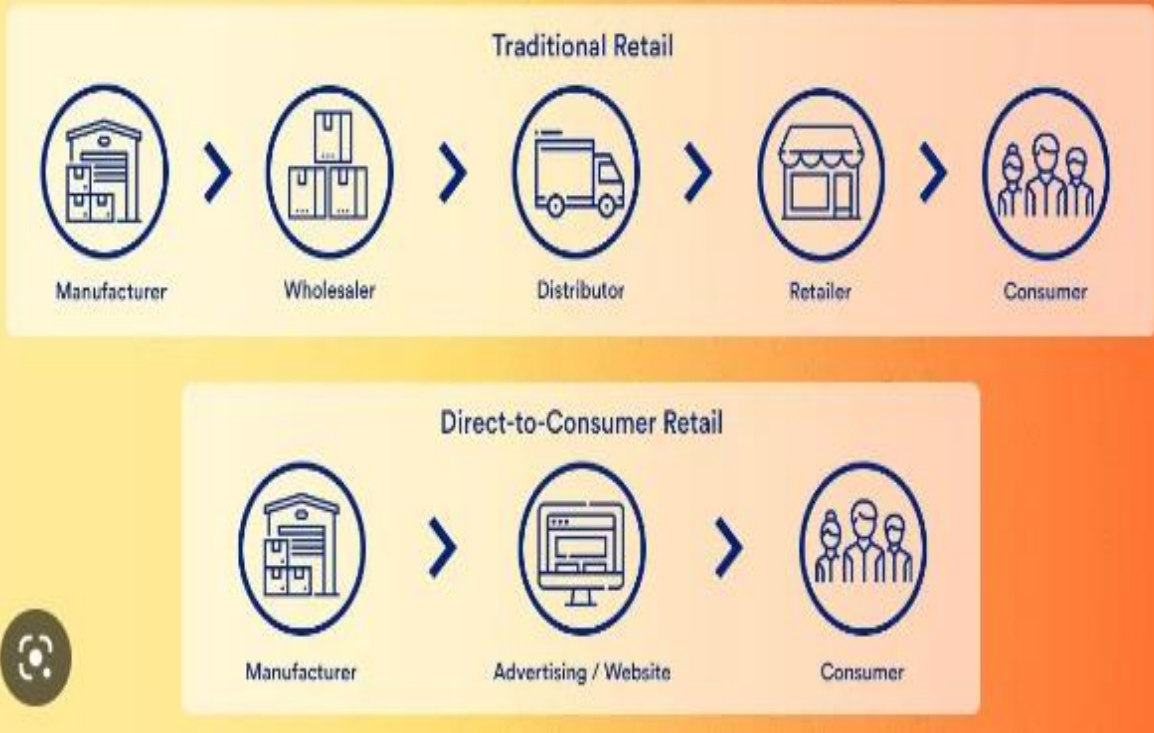 Traditional Retail
Manufacturer
Wholesaler
Distributor
Retailer
Consumer
Direct-to-Consumer Retail
Manufacturer
Advertising / Website
Consumer